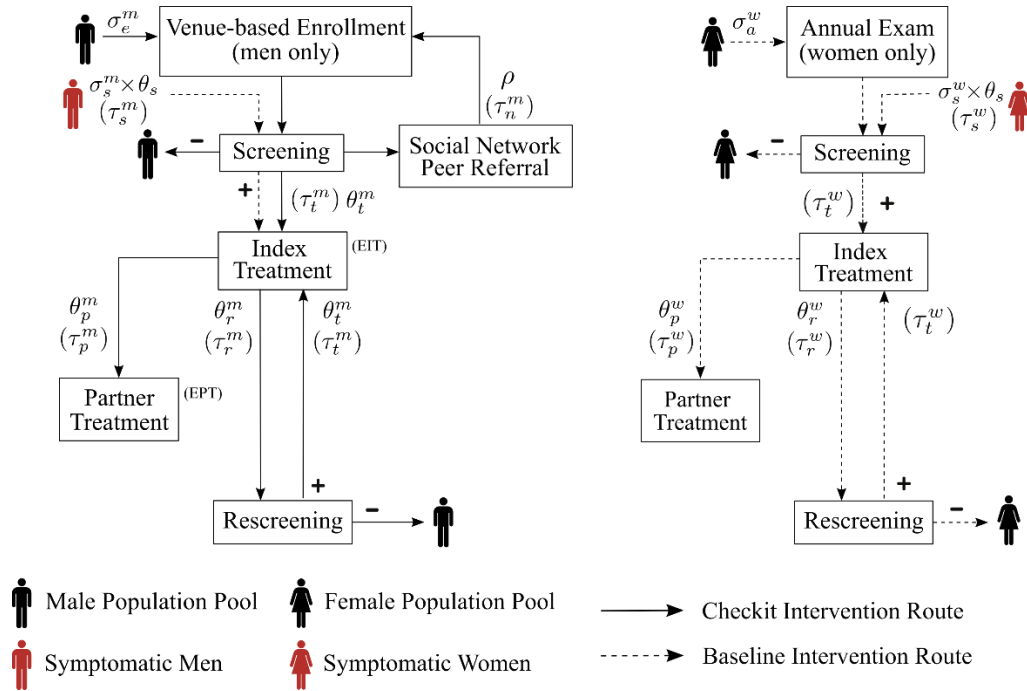 σ_e^m
Venue-based Enrollment
(men only)
σ_s^m × θ_s
(τ_s^m)
ρ
(τ_n^m)
−
Screening
Social Network
Peer Referral
+
(τ_t^m) θ_t^m
Index
Treatment
(EIT)
θ_p^m
(τ_p^m)
θ_r^m
(τ_r^m)
θ_t^m
(τ_t^m)
Partner
Treatment
(EPT)
+
Rescreening
−
σ_a^w
Annual Exam
(women only)
σ_s^w × θ_s
(τ_s^w)
−
Screening
(τ_t^w)
+
Index
Treatment
θ_p^w
(τ_p^w)
θ_r^w
(τ_r^w)
(τ_t^w)
Partner
Treatment
+
Rescreening
−
Male Population Pool
Female Population Pool
Checkit Intervention Route
Symptomatic Men
Symptomatic Women
Baseline Intervention Route